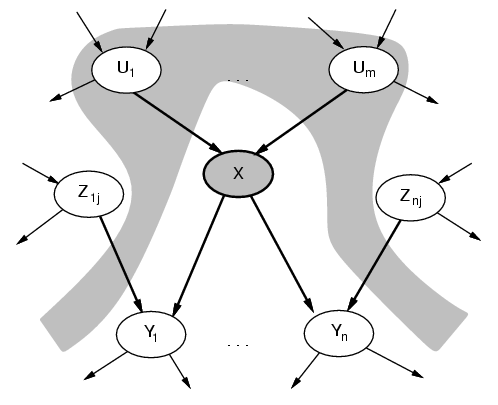 U₁ . . . Uₘ
X
Z₁ⱼ Zₙⱼ
Y₁ . . . Yₙ